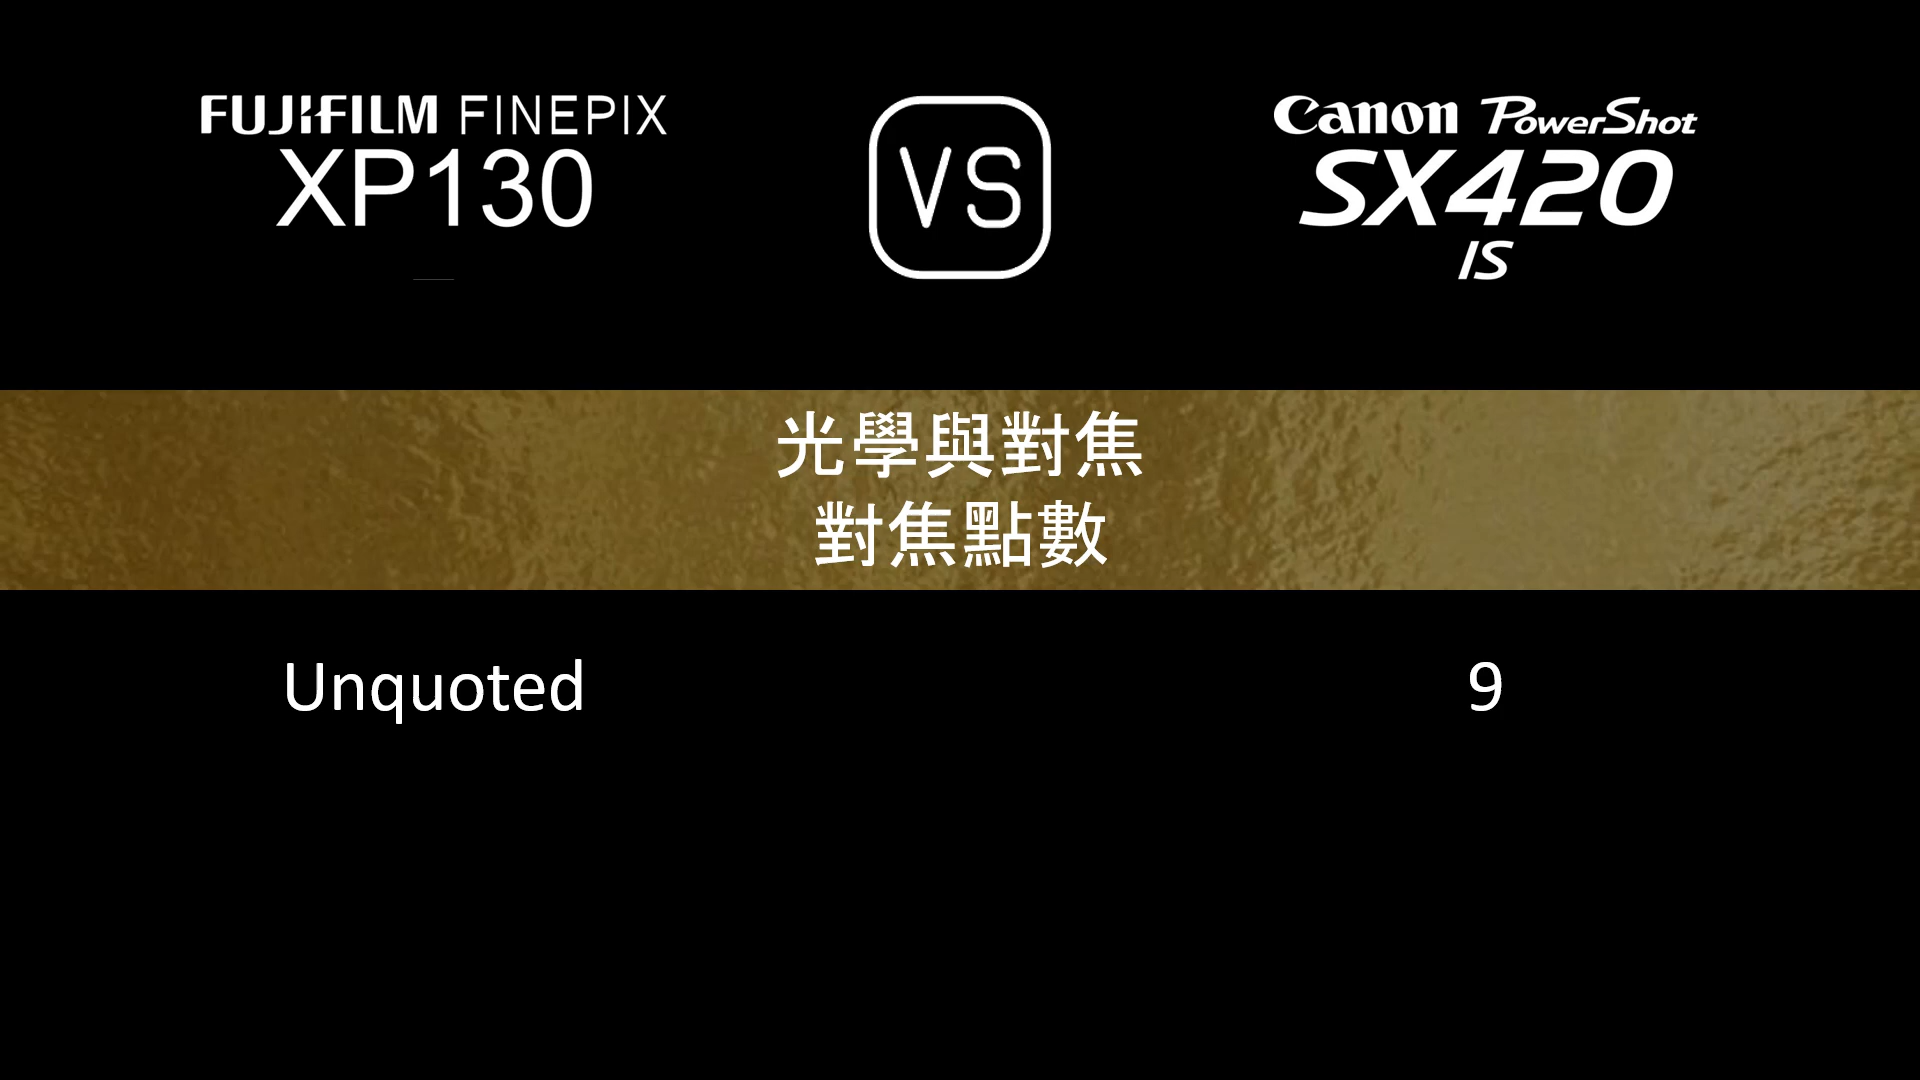 FUJIFILM FINEPIX
XP130
VS
Canon PowerShot
SX420
IS
光學與對焦
對焦點數
Unquoted
9